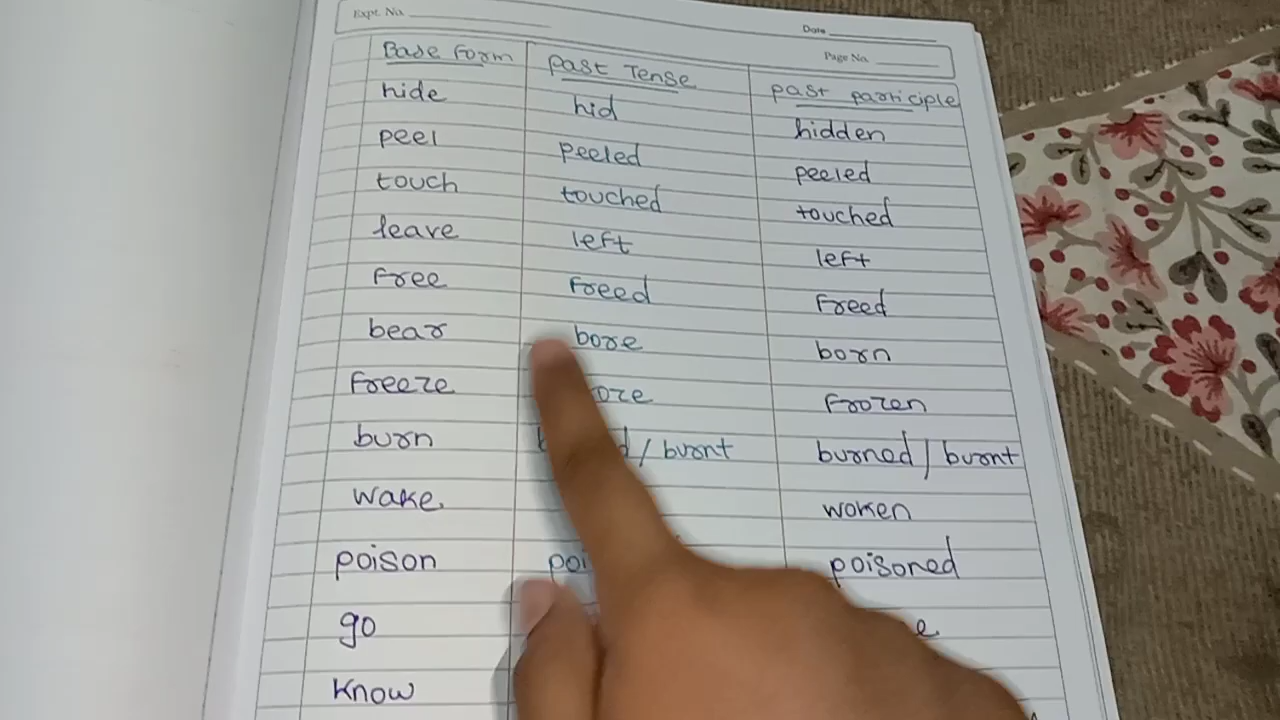 Expt. No.
Date
Page No.
Base Form Past Tense Past participle
hide hid hidden
peel peeled peeled
touch touched touched
leave left left
Free Freed Freed
bear bore born
Freeze Frozen
burn / burnt burned / burnt
wake woken
poison poisoned
go
Know